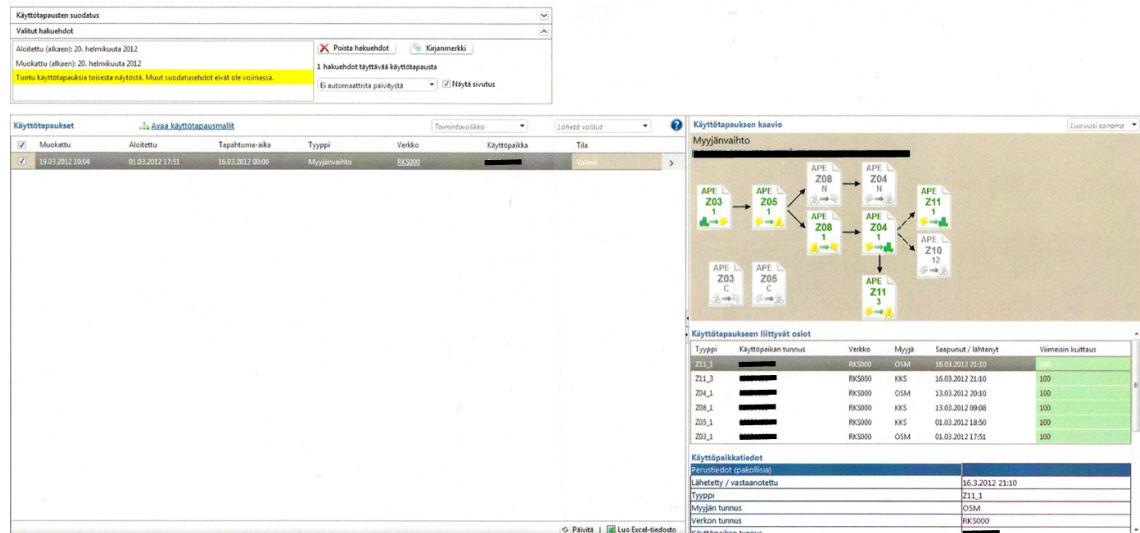 Käyttötapausten suodatus
Valitut hakuehdot
Aloitettu (alkaen): 20. helmikuuta 2012
Muokattu (alkaen): 20. helmikuuta 2012
Tuotu käyttötapauksia toisesta näytöstä. Muut suodatusehdot eivät ole voimassa.
Poista hakuehdot Kirjanmerkki
1 hakuehdot täyttävää käyttötapausta
Ei automaattista päivitystä Näytä sivutus
Käyttötapaukset Avaa käyttötapausmallit Toimintovalikko Lähetä valitut
Muokattu Aloitettu Tapahtuma-aika Tyyppi Verkko Käyttöpaikka Tila
19.03.2012 10:04 01.03.2012 17:51 16.03.2012 00:00 Myyjänvaihto RKS000 Valmis
Päivitä | Luo Excel-tiedosto
Käyttötapauksen kaavio Luo uusi sanoma
Myyjänvaihto
APE Z08 N
APE Z04 N
APE Z03 1
APE Z05 1
APE Z11 1
APE Z08 1
APE Z04 1
APE Z10 12
APE Z03 C
APE Z05 C
APE Z11 3
Käyttötapaukseen liittyvät osiot
Tyyppi Käyttöpaikan tunnus Verkko Myyjä Saapunut / lähtenyt Viimeisin kuittaus
Z11_1 RKS000 OSM 16.03.2012 21:10 100
Z11_3 RKS000 KKS 16.03.2012 21:10 100
Z04_1 RKS000 OSM 13.03.2012 20:10 100
Z08_1 RKS000 KKS 13.03.2012 09:08 100
Z05_1 RKS000 KKS 01.03.2012 18:50 100
Z03_1 RKS000 OSM 01.03.2012 17:51 100
Käyttöpaikkatiedot
Perustiedot (pakollisia)
Lähetetty / vastaanotettu 16.3.2012 21:10
Tyyppi Z11_1
Myyjän tunnus OSM
Verkon tunnus RKS000
Käyttöpaikan tunnus